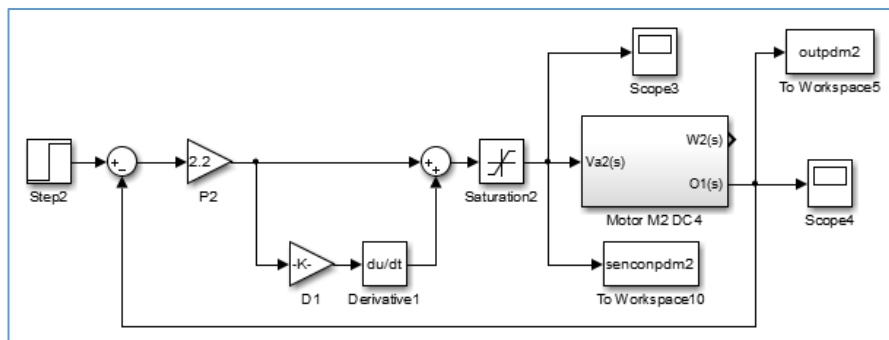 outpdm2
Scope3
To Workspace5
W2(s)
2.2
Va2(s)
O1(s)
Step2
P2
Saturation2
Motor M2 DC4
Scope4
-K-
du/dt
senconpdm2
D1
Derivative1
To Workspace10